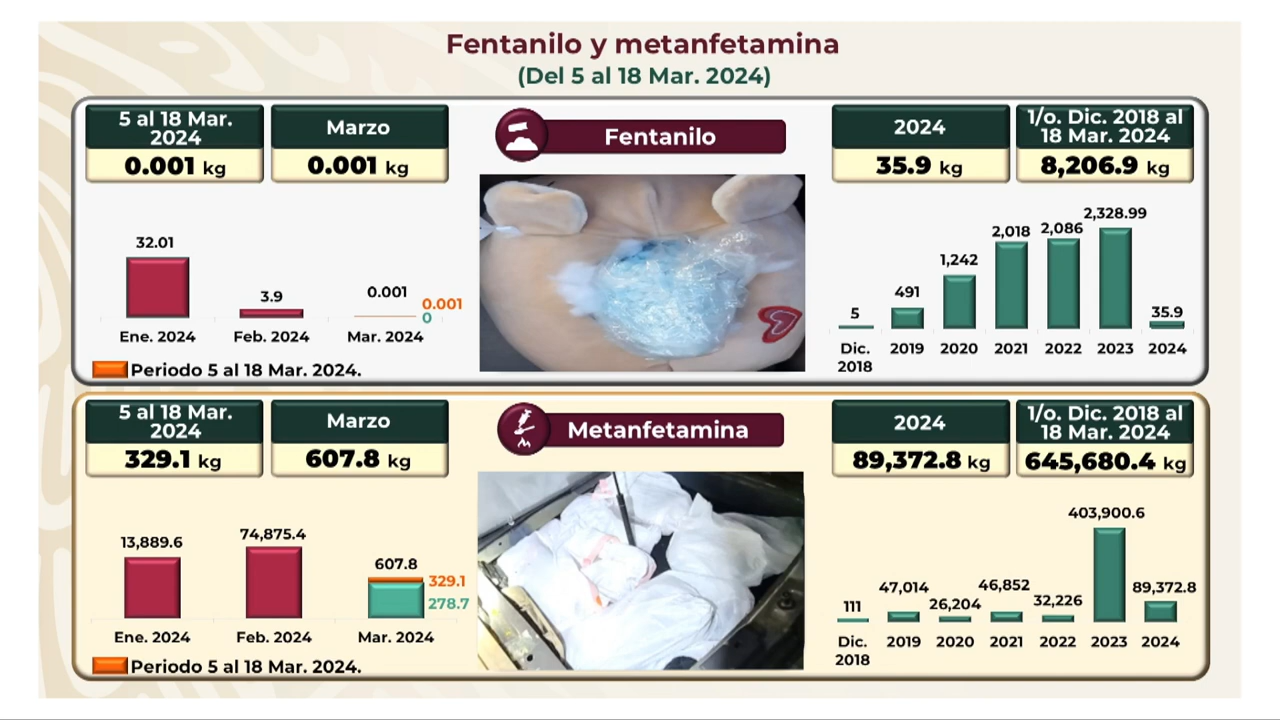 Fentanilo y metanfetamina
(Del 5 al 18 Mar. 2024)
5 al 18 Mar.
2024
0.001 kg
Marzo
0.001 kg
Fentanilo
2024
35.9 kg
1/o. Dic. 2018 al
18 Mar. 2024
8,206.9 kg
32.01
3.9
0.001
0.001
0
Ene. 2024
Feb. 2024
Mar. 2024
Periodo 5 al 18 Mar. 2024.
5
491
1,242
2,018
2,086
2,328.99
35.9
Dic.
2018
2019
2020
2021
2022
2023
2024
5 al 18 Mar.
2024
329.1 kg
Marzo
607.8 kg
Metanfetamina
2024
89,372.8 kg
1/o. Dic. 2018 al
18 Mar. 2024
645,680.4 kg
13,889.6
74,875.4
607.8
329.1
278.7
Ene. 2024
Feb. 2024
Mar. 2024
Periodo 5 al 18 Mar. 2024.
111
47,014
26,204
46,852
32,226
403,900.6
89,372.8
Dic.
2018
2019
2020
2021
2022
2023
2024